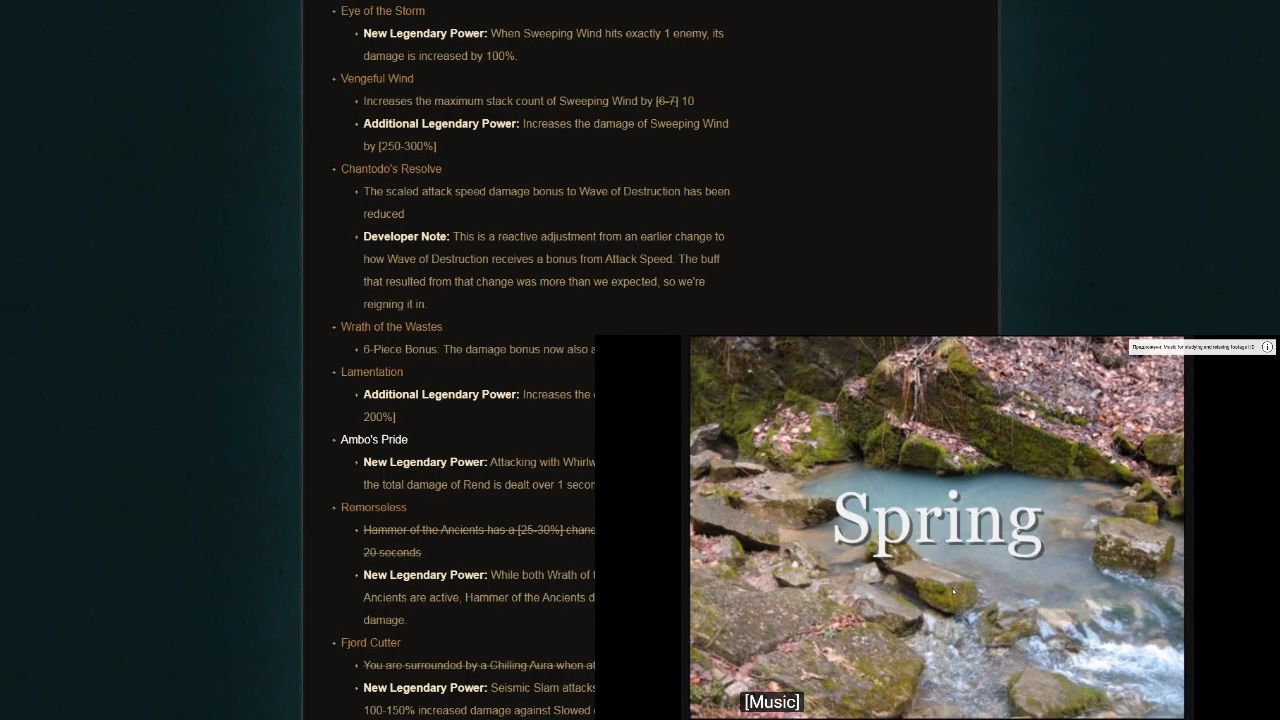 Eye of the Storm
New Legendary Power: When Sweeping Wind hits exactly 1 enemy, its
damage is increased by 100%.
Vengeful Wind
Increases the maximum stack count of Sweeping Wind by [6-7] 10
Additional Legendary Power: Increases the damage of Sweeping Wind
by [250-300%]
Chantodo's Resolve
The scaled attack speed damage bonus to Wave of Destruction has been
reduced
Developer Note: This is a reactive adjustment from an earlier change to
how Wave of Destruction receives a bonus from Attack Speed. The buff
that resulted from that change was more than we expected, so we're
reigning it in.
Wrath of the Wastes
6-Piece Bonus: The damage bonus now also a
Lamentation
Additional Legendary Power: Increases the
200%]
Ambo's Pride
New Legendary Power: Attacking with Whirlw
the total damage of Rend is dealt over 1 secon
Remorseless
Hammer of the Ancients has a [25-30%] chanc
20 seconds
New Legendary Power: While both Wrath of t
Ancients are active, Hammer of the Ancients d
damage.
Fjord Cutter
You are surrounded by a Chilling Aura when at
New Legendary Power: Seismic Slam attacks
100-150% increased damage against Slowed
Предложени: Music for studying and relaxing footage HD
Spring
[Music]